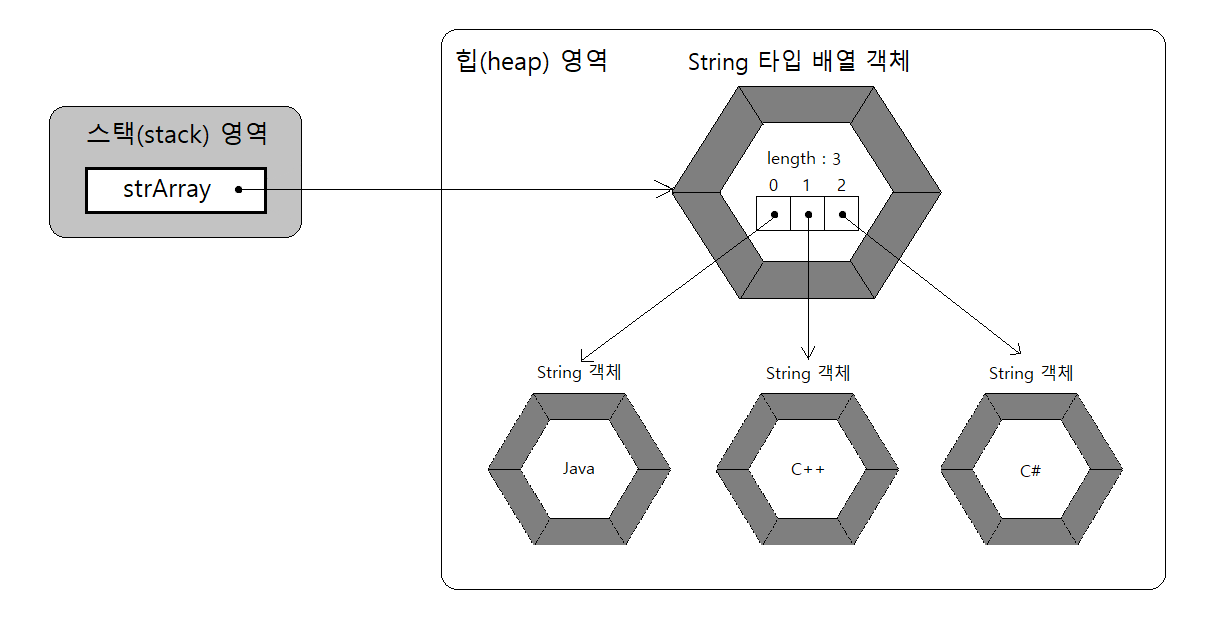 힙(heap) 영역
String 타입 배열 객체
스택(stack) 영역
strArray
length : 3
0 1 2
String 객체
String 객체
String 객체
Java
C++
C#